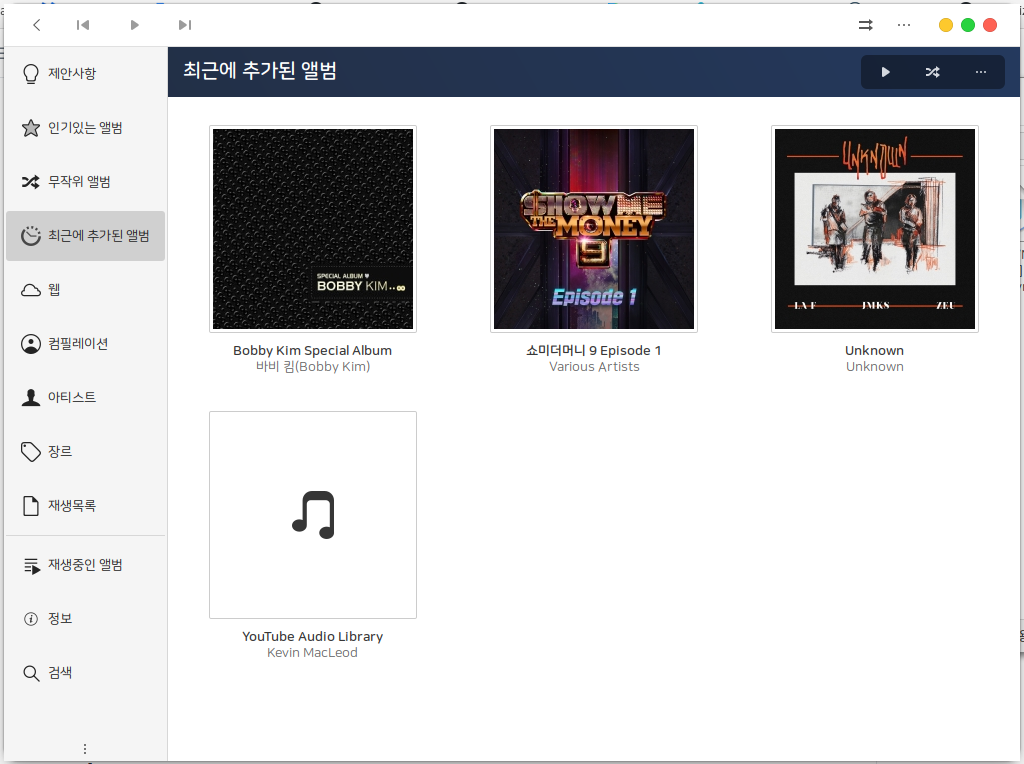 제안사항
인기있는 앨범
무작위 앨범
최근에 추가된 앨범
웹
컴필레이션
아티스트
장르
재생목록
재생중인 앨범
정보
검색
최근에 추가된 앨범
SPECIAL ALBUM ♥
BOBBY KIM..∞
Bobby Kim Special Album
바비 킴(Bobby Kim)
SHOW ME
THE MONEY
9
Episode 1
쇼미더머니 9 Episode 1
Various Artists
UNKNOWN
LA F JMKS ZEU
Unknown
Unknown
YouTube Audio Library
Kevin MacLeod